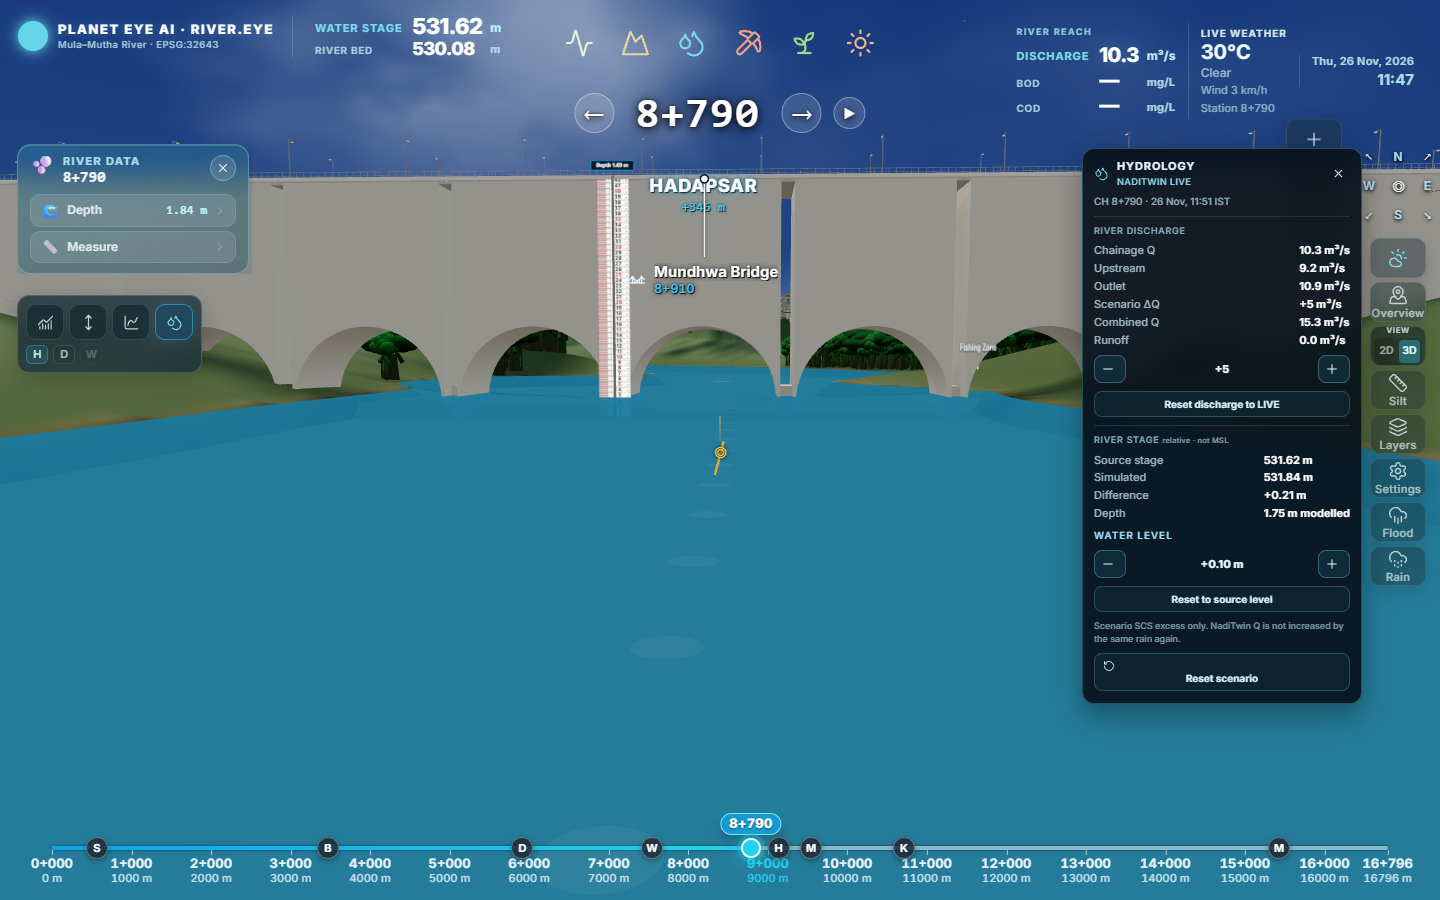 PLANET EYE AI · RIVER.EYE
Mula–Mutha River · EPSG:32643
WATER STAGE 531.62 m
RIVER BED 530.08 m
RIVER REACH
DISCHARGE 10.3 m³/s
BOD — mg/L
COD — mg/L
LIVE WEATHER
30°C
Clear
Wind 3 km/h
Station 8+790
Thu, 26 Nov, 2026
11:47
← 8+790 →
RIVER DATA
8+790
Depth 1.84 m
Measure
H D W
Depth 1.69 m
HADAPSAR
+345 m
Mundhwa Bridge
8+910
Fishing Zone
HYDROLOGY
NADITWIN LIVE
CH 8+790 · 26 Nov, 11:51 IST
RIVER DISCHARGE
Chainage Q 10.3 m³/s
Upstream 9.2 m³/s
Outlet 10.9 m³/s
Scenario ΔQ +5 m³/s
Combined Q 15.3 m³/s
Runoff 0.0 m³/s
− +5 +
Reset discharge to LIVE
RIVER STAGE relative · not MSL
Source stage 531.62 m
Simulated 531.84 m
Difference +0.21 m
Depth 1.75 m modelled
WATER LEVEL
− +0.10 m +
Reset to source level
Scenario SCS excess only. NadiTwin Q is not increased by
the same rain again.
Reset scenario
N
W E
S
Overview
VIEW
2D 3D
Silt
Layers
Settings
Flood
Rain
8+790
S B D W H M K M
0+000 1+000 2+000 3+000 4+000 5+000 6+000 7+000 8+000 9+000 10+000 11+000 12+000 13+000 14+000 15+000 16+000 16+796
0 m 1000 m 2000 m 3000 m 4000 m 5000 m 6000 m 7000 m 8000 m 9000 m 10000 m 11000 m 12000 m 13000 m 14000 m 15000 m 16000 m 16796 m